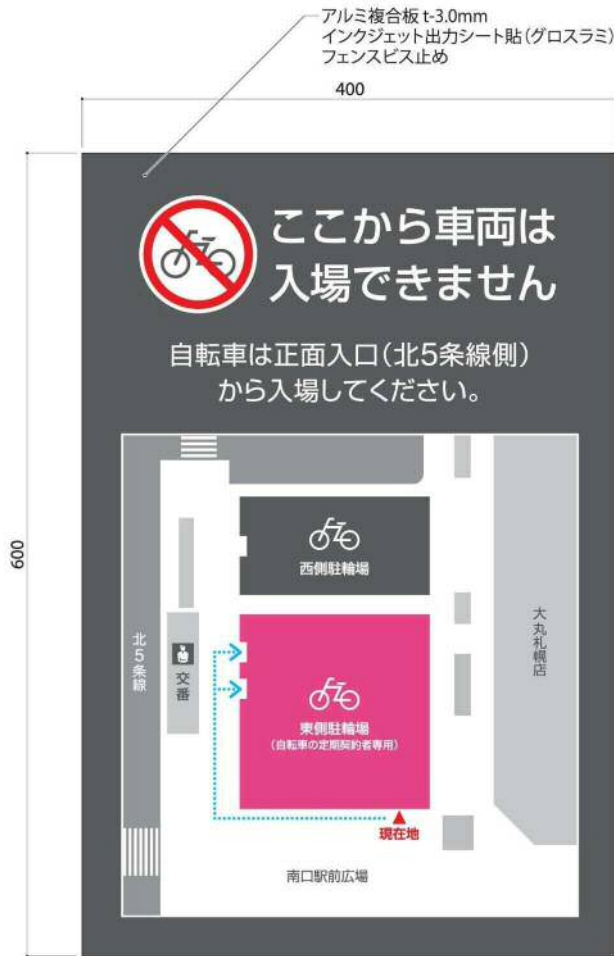 アルミ複合板 t-3.0mm
インクジェット出力シート貼(グロスラミ)
フェンスビス止め
400
600
ここから車両は
入場できません
自転車は正面入口(北5条線側)
から入場してください。
西側駐輪場
北5条線
交番
大丸札幌店
東側駐輪場
(自転車の定期契約者専用)
現在地
南口駅前広場